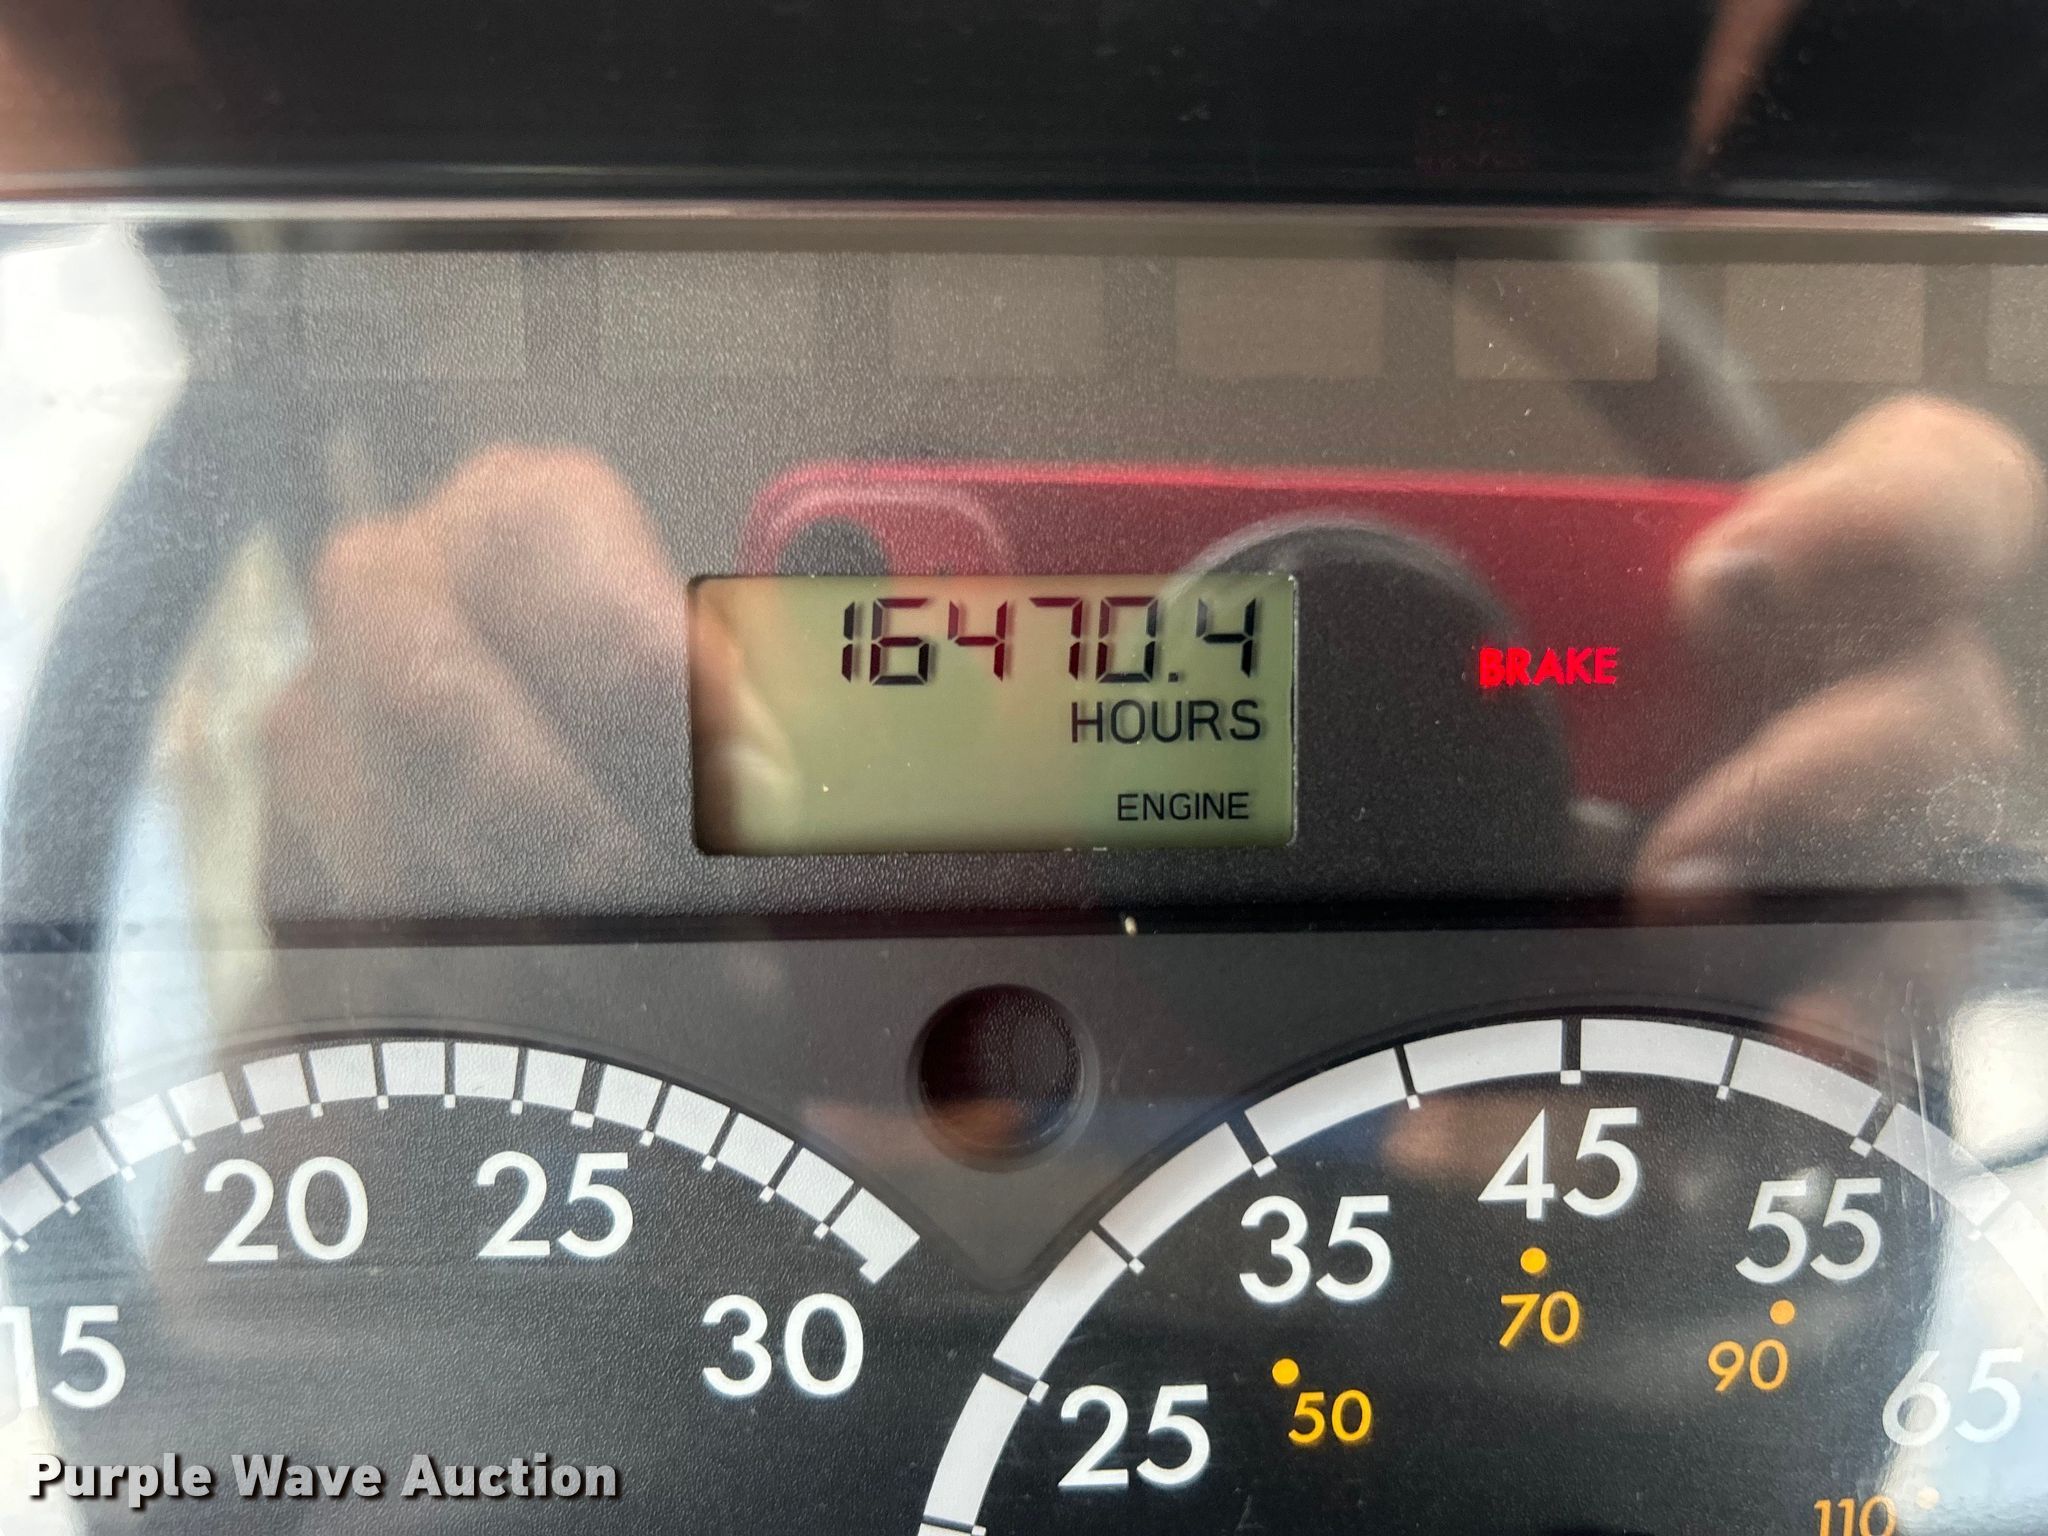 16470.4
HOURS
BRAKE
ENGINE
15 20 25 30
25 35 45 55 65
50 70 90 110
Purple Wave Auction